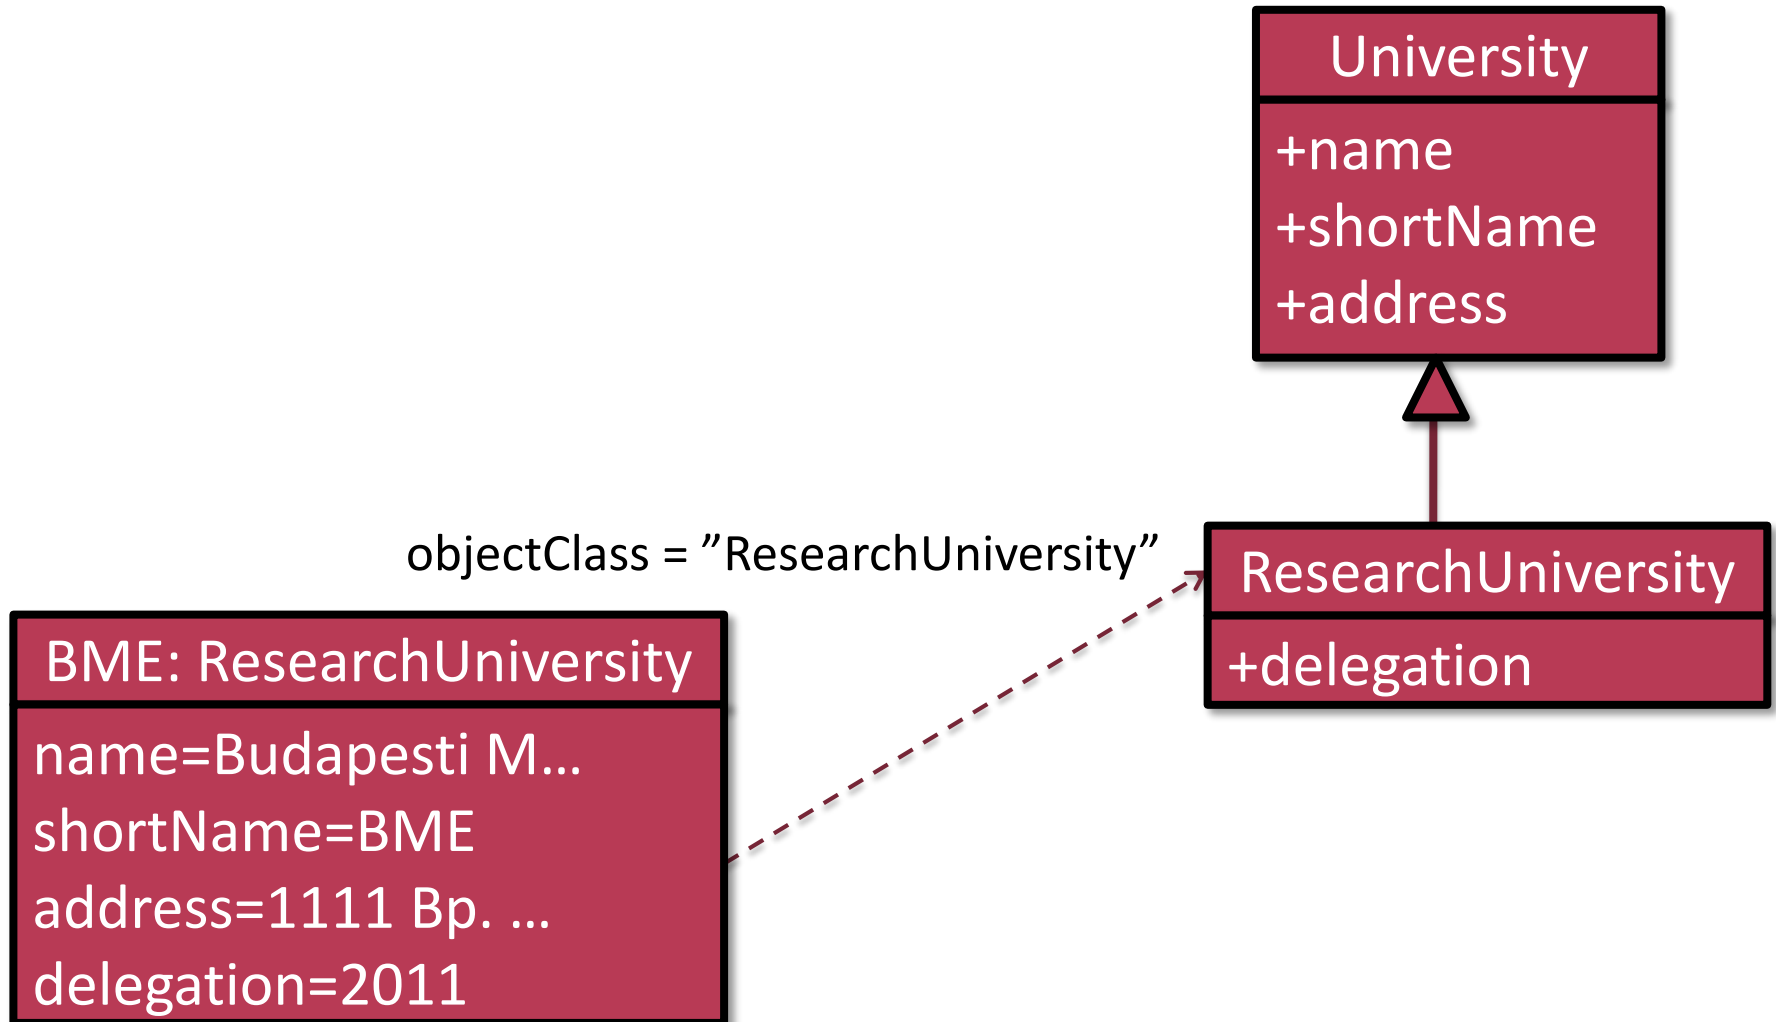 University
+name
+shortName
+address
objectClass = ”ResearchUniversity”
ResearchUniversity
+delegation
BME: ResearchUniversity
name=Budapesti M...
shortName=BME
address=1111 Bp. ...
delegation=2011